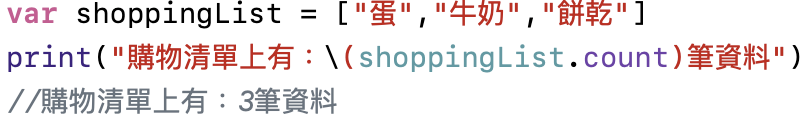 var shoppingList = ["蛋","牛奶","餅乾"]
print("購物清單上有：\(shoppingList.count)筆資料")
//購物清單上有：3筆資料